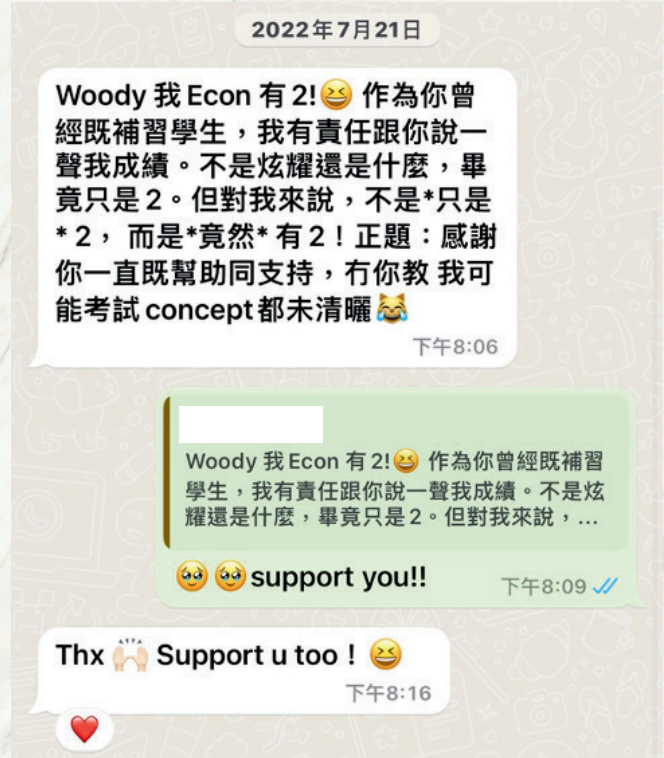 2022年7月21日
Woody 我 Econ 有 2!😆 作為你曾
經既補習學生，我有責任跟你說一
聲我成績。不是炫耀還是什麼，畢
竟只是 2。但對我來說，不是*只是
* 2， 而是*竟然* 有 2！正題：感謝
你一直既幫助同支持，冇你教 我可
能考試 concept 都未清曬😹
下午8:06
Woody 我 Econ 有 2!😆 作為你曾經既補習
學生，我有責任跟你說一聲我成績。不是炫
耀還是什麼，畢竟只是 2。但對我來說，...
🥹 🥹 support you!!
下午8:09
Thx 🙌🏻 Support u too！ 😆
下午8:16
❤️